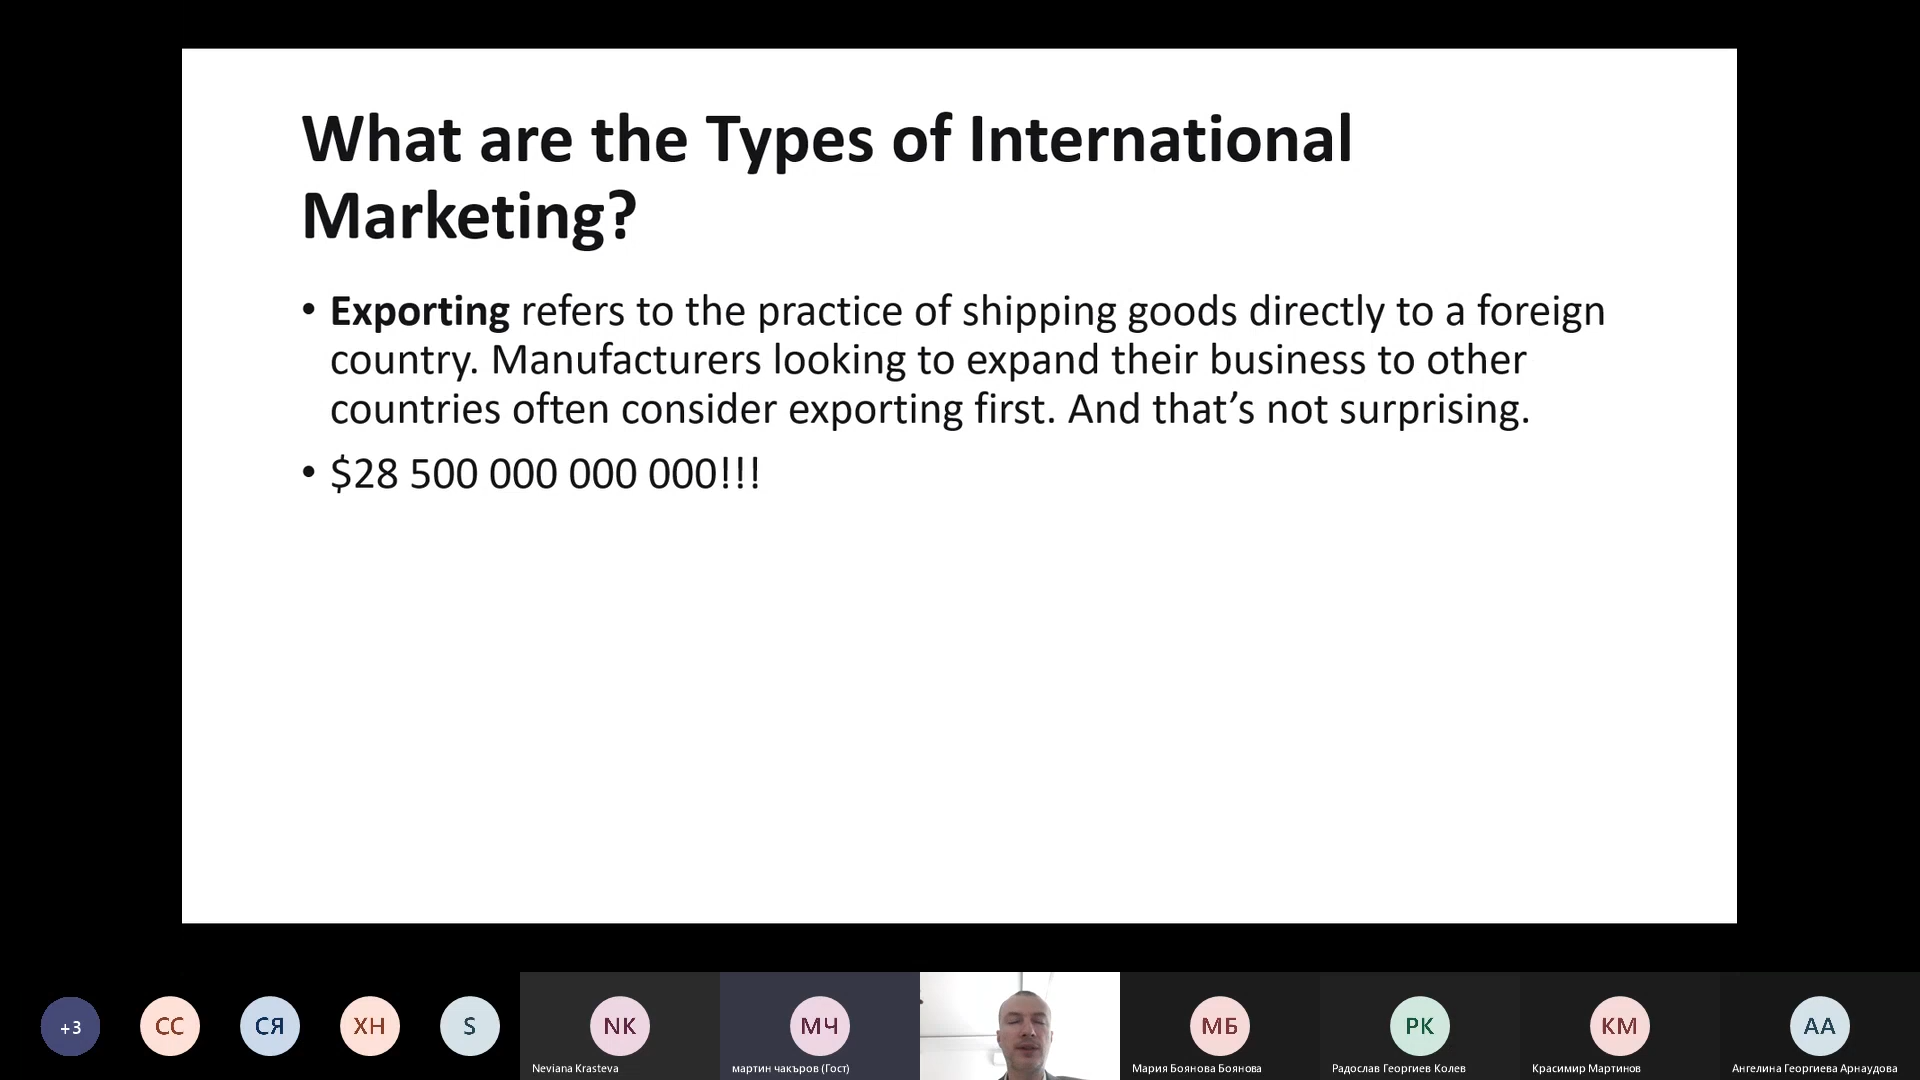 What are the Types of International
Marketing?
• Exporting refers to the practice of shipping goods directly to a foreign
country. Manufacturers looking to expand their business to other
countries often consider exporting first. And that’s not surprising.
• $28 500 000 000 000!!!
+3
СС
СЯ
ХН
S
NK
МЧ
МБ
РК
КМ
АА
Neviana Krasteva
мартин чакъров (Гост)
Мария Боянова Боянова
Радослав Георгиев Колев
Красимир Мартинов
Ангелина Георгиева Арнаудова